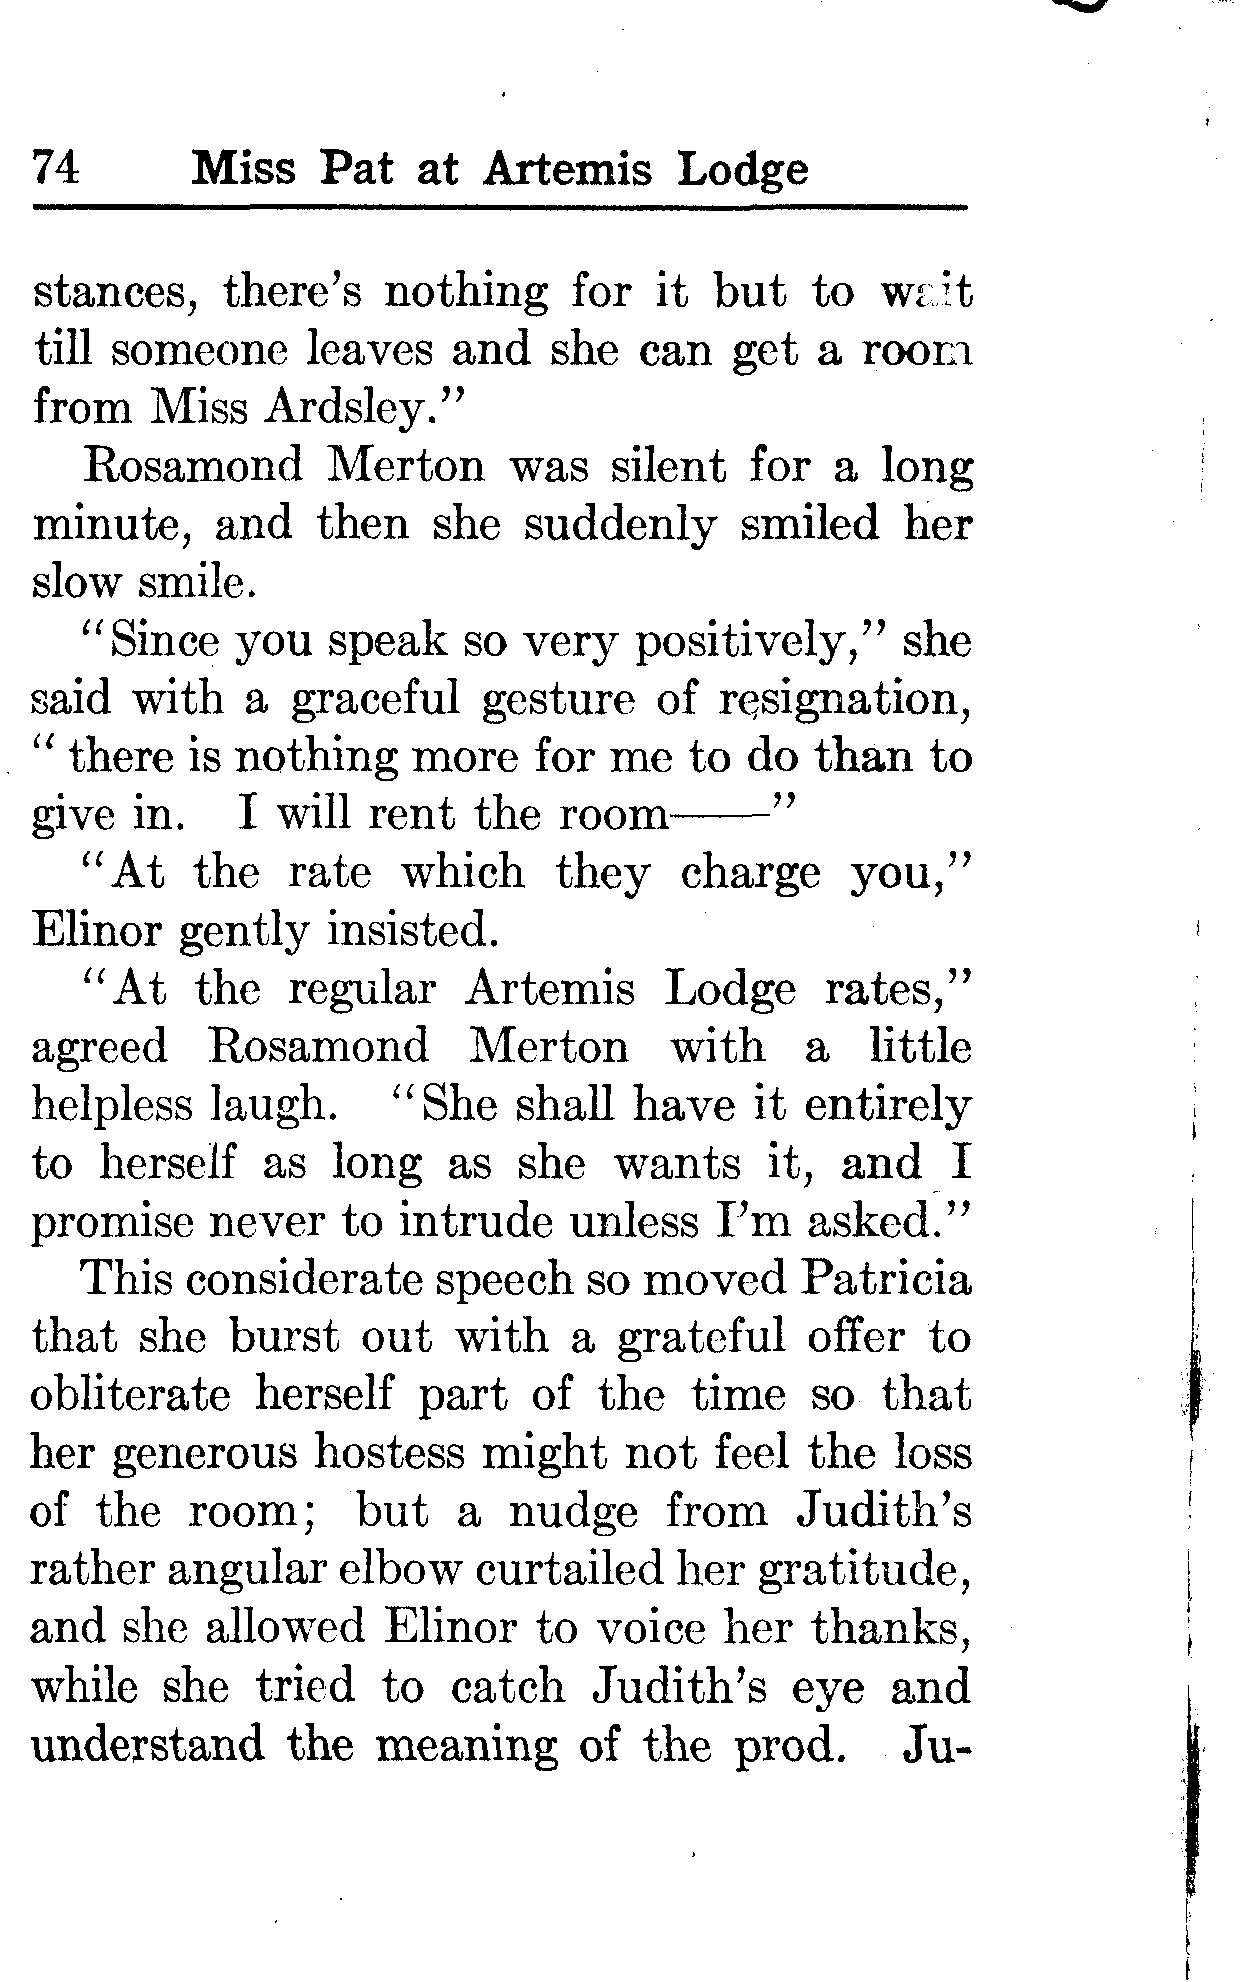 74 Miss Pat at Artemis Lodge
stances, there's nothing for it but to wait
till someone leaves and she can get a room
from Miss Ardsley."
Rosamond Merton was silent for a long
minute, and then she suddenly smiled her
slow smile.
"Since you speak so very positively," she
said with a graceful gesture of resignation,
"there is nothing more for me to do than to
give in. I will rent the room——"
"At the rate which they charge you,"
Elinor gently insisted.
"At the regular Artemis Lodge rates,"
agreed Rosamond Merton with a little
helpless laugh. "She shall have it entirely
to herself as long as she wants it, and I
promise never to intrude unless I'm asked."
This considerate speech so moved Patricia
that she burst out with a grateful offer to
obliterate herself part of the time so that
her generous hostess might not feel the loss
of the room; but a nudge from Judith's
rather angular elbow curtailed her gratitude,
and she allowed Elinor to voice her thanks,
while she tried to catch Judith's eye and
understand the meaning of the prod. Ju-